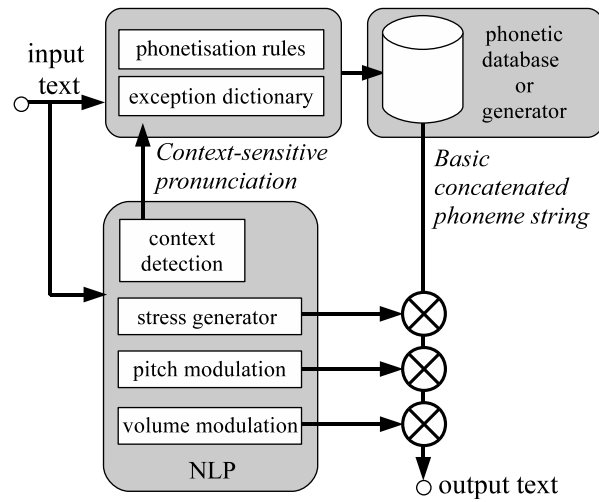 input
text
phonetisation rules
exception dictionary
phonetic
database
or
generator
Context-sensitive
pronunciation
Basic
concatenated
phoneme string
context
detection
stress generator
pitch modulation
volume modulation
NLP
output text